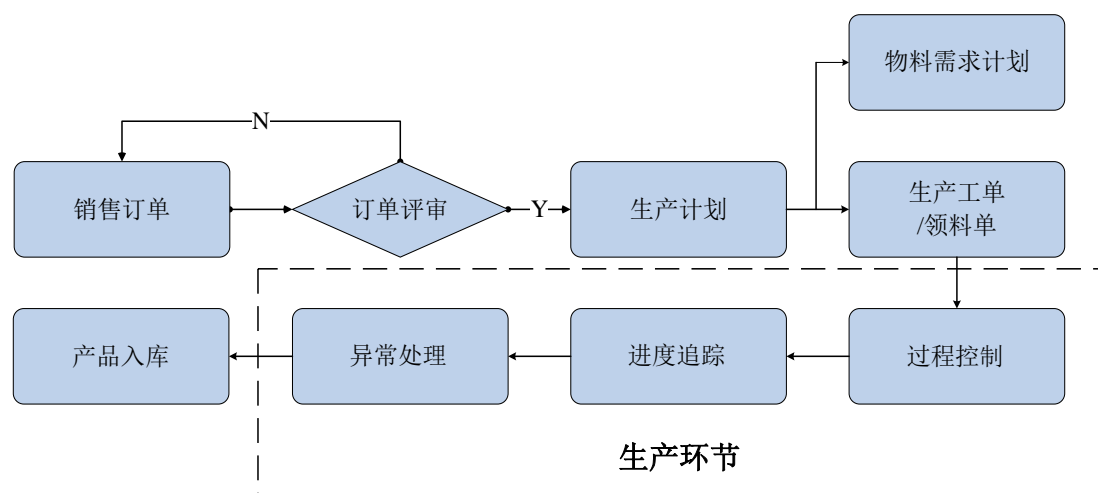 物料需求计划
N
销售订单
订单评审
Y
生产计划
生产工单
/领料单
产品入库
异常处理
进度追踪
过程控制
生产环节